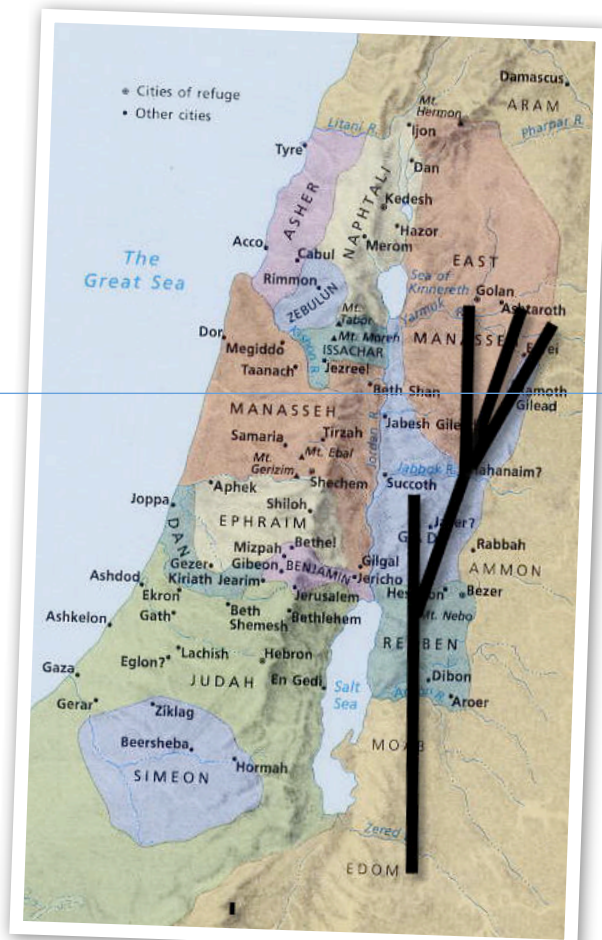 Cities of refuge
Other cities
Damascus
ARAM
Pharpar R.
Mt.
Hermon
Ijon
Litani R.
Tyre
Dan
ASHER
NAPHTALI
Kedesh
Hazor
Merom
Acco
Cabul
The
Great Sea
EAST
Sea of
Kinnereth
Golan
Rimmon
ZEBULUN
Ashtaroth
Yarmuk
Mt.
Tabor
Mt. Moreh
ISSACHAR
MANASSE
Dor
Megiddo
Kishon R.
Taanach
Jezreel
Beth Shan
Gilead
MANASSEH
Jabesh
Samaria
Tirzah
Mt. Ebal
Mt.
Gerizim
Shechem
Jordan R.
Jabbok R.
Succoth
Aphek
Joppa
Shiloh
EPHRAIM
DAN
Mizpah
Bethel
Gibeon
BENJAMIN
Gilgal
Jericho
Rabbah
AMMON
Gezer
Kiriath Jearim
Ashdod
Ekron
Jerusalem
Bezer
Gath
Beth
Shemesh
Bethlehem
Mt. Nebo
Ashkelon
Lachish
Eglon?
Hebron
Gaza
JUDAH
En Gedi
Salt
Sea
Dibon
Aroer
Gerar
Ziklag
Beersheba
SIMEON
Hormah
Zered
EDOM